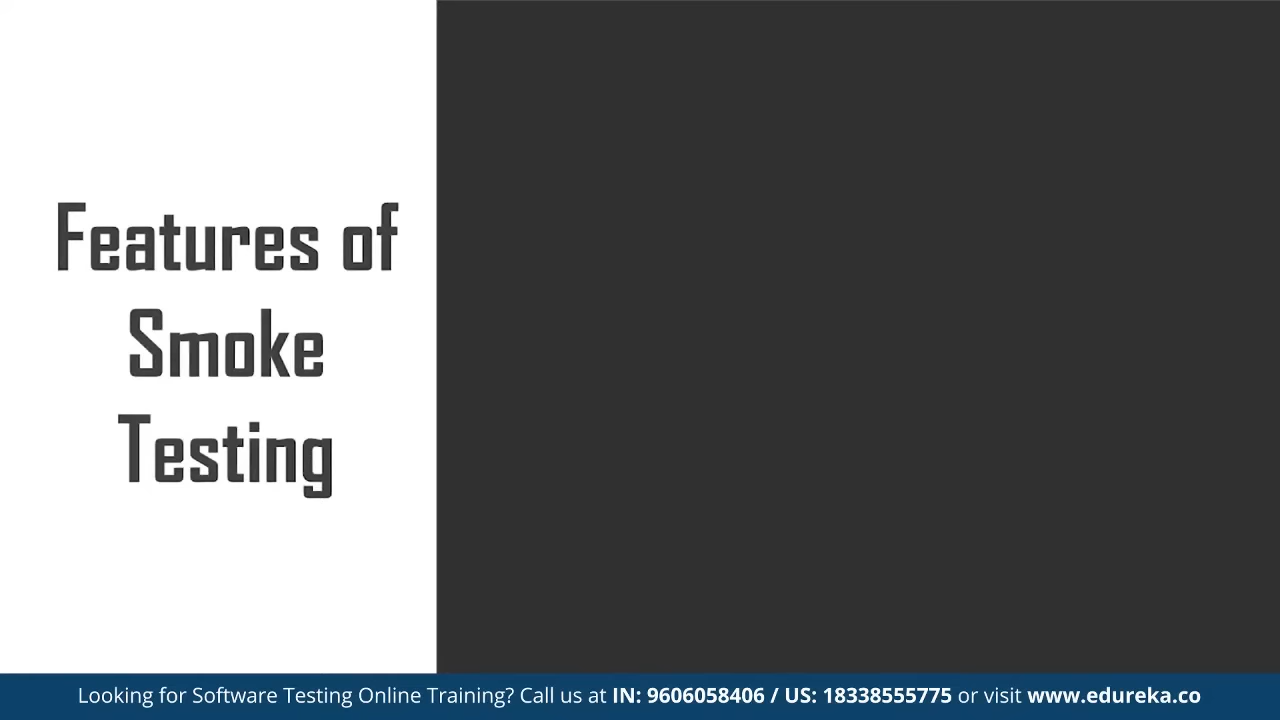 Features of
Smoke
Testing
Looking for Software Testing Online Training? Call us at IN: 9606058406 / US: 18338555775 or visit www.edureka.co